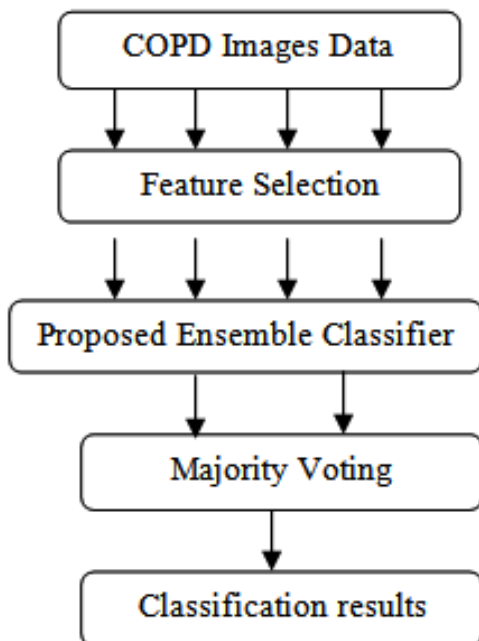 COPD Images Data
Feature Selection
Proposed Ensemble Classifier
Majority Voting
Classification results